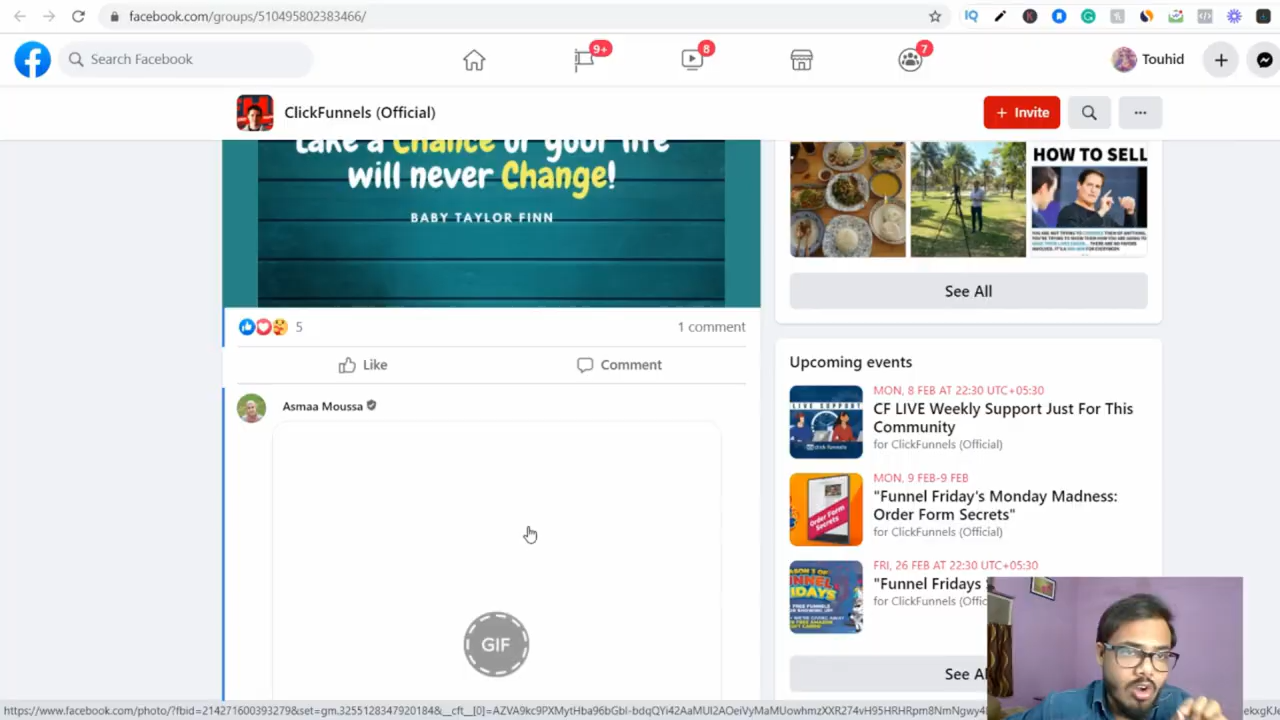 facebook.com/groups/510495802383466/
Search Facebook
9+
8
7
Touhid
ClickFunnels (Official)
+ Invite
take a Chance or your life
will never Change!
BABY TAYLOR FINN
HOW TO SELL
See All
5
1 comment
Like
Comment
Upcoming events
MON, 8 FEB AT 22:30 UTC+05:30
CF LIVE Weekly Support Just For This
Community
for ClickFunnels (Official)
Asmaa Moussa
MON, 9 FEB-9 FEB
"Funnel Friday's Monday Madness:
Order Form Secrets"
for ClickFunnels (Official)
Order Form
Secrets
FRI, 26 FEB AT 22:30 UTC+05:30
"Funnel Fridays
for ClickFunnels (Offic
GIF
See Al